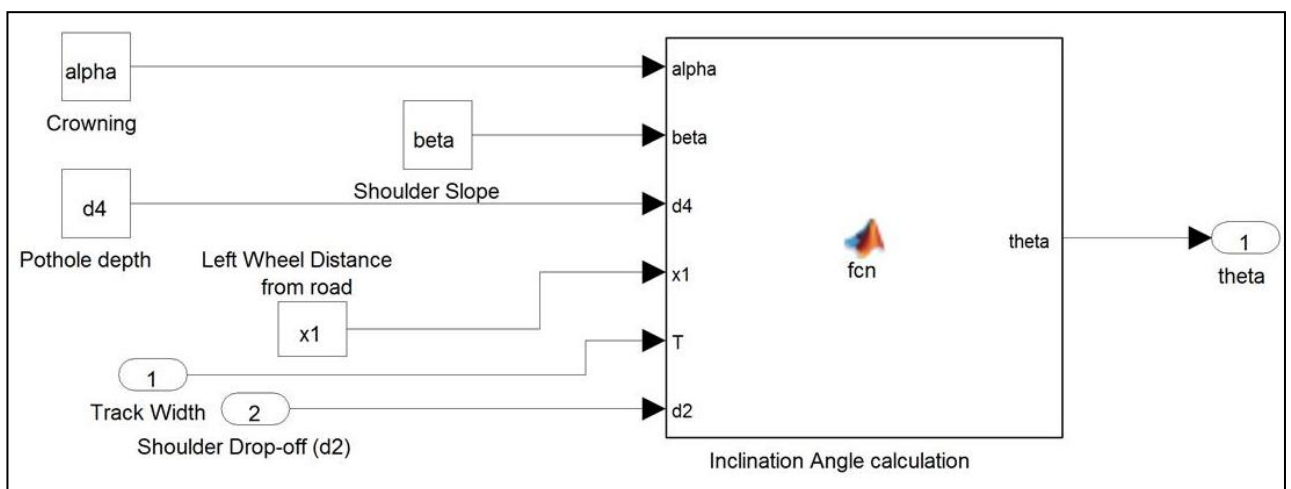 alpha
Crowning
alpha
beta
Shoulder Slope
beta
d4
Pothole depth
d4
Left Wheel Distance
from road
x1
x1
1
Track Width
T
2
Shoulder Drop-off (d2)
d2
fcn
theta
Inclination Angle calculation
1
theta